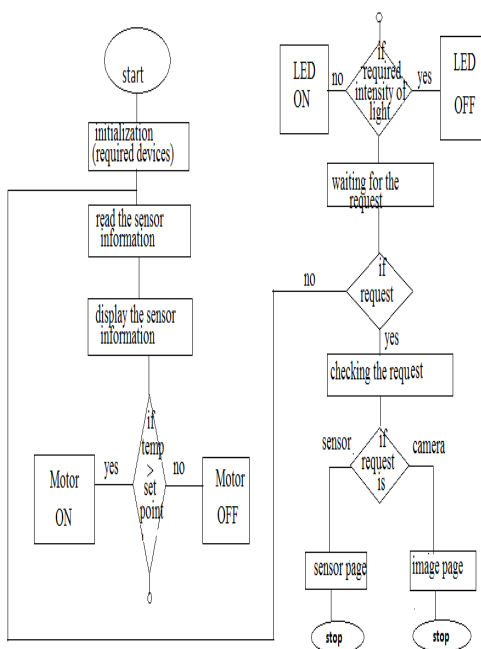 start
initialization
(required devices)
read the sensor
information
display the sensor
information
if
temp
>
set
point
yes
no
Motor
ON
Motor
OFF
if
required
intensity of
light
no
yes
LED
ON
LED
OFF
waiting for the
request
if
request
no
yes
checking the request
if
request
is
sensor
camera
sensor page
image page
stop
stop